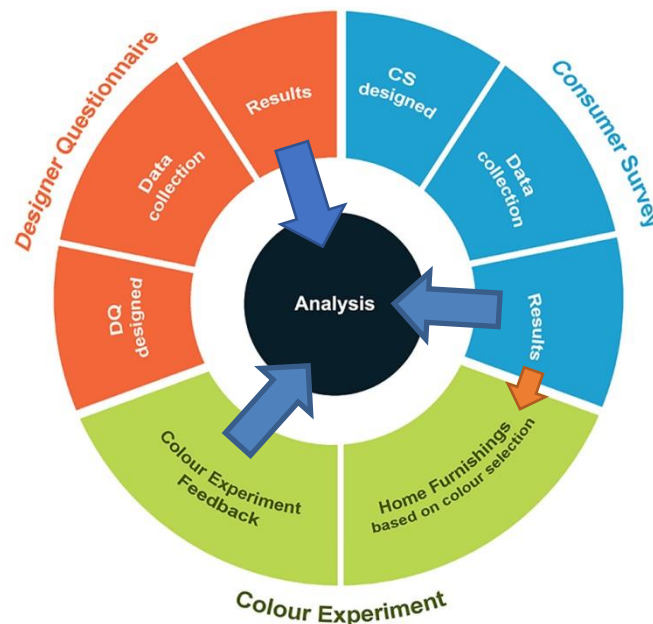 Designer Questionnaire
DQ
designed
Data
collection
Results
Consumer Survey
CS
designed
Data
collection
Results
Analysis
Home Furnishings
based on colour selection
Colour Experiment
Feedback
Colour Experiment